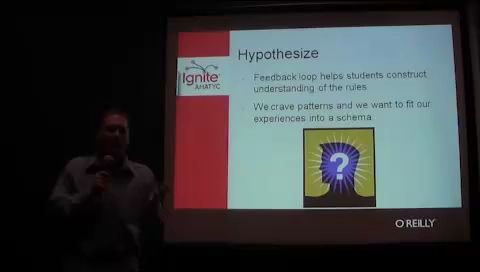 Hypothesize
Ignite
AMATYC
Feedback loop helps students construct
understanding of the rules
We crave patterns and we want to fit our
experiences into a schema
?
O REILLY